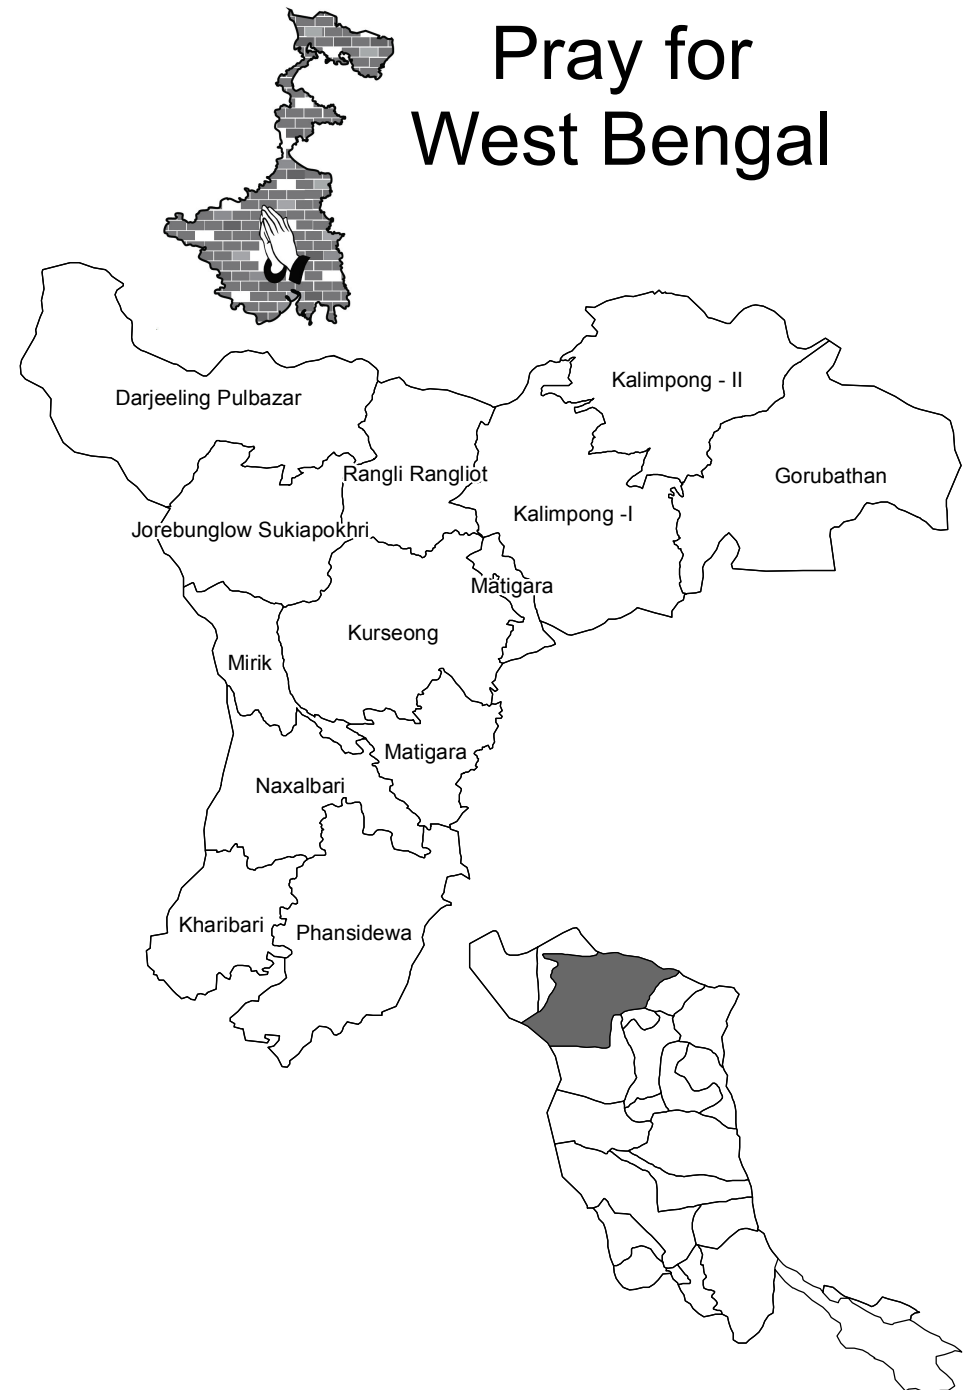 Pray for
West Bengal
Kalimpong - II
Darjeeling Pulbazar
Rangli Rangliot
Gorubathan
Kalimpong -I
Jorebunglow Sukiapokhri
Matigara
Kurseong
Mirik
Matigara
Naxalbari
Kharibari
Phansidewa